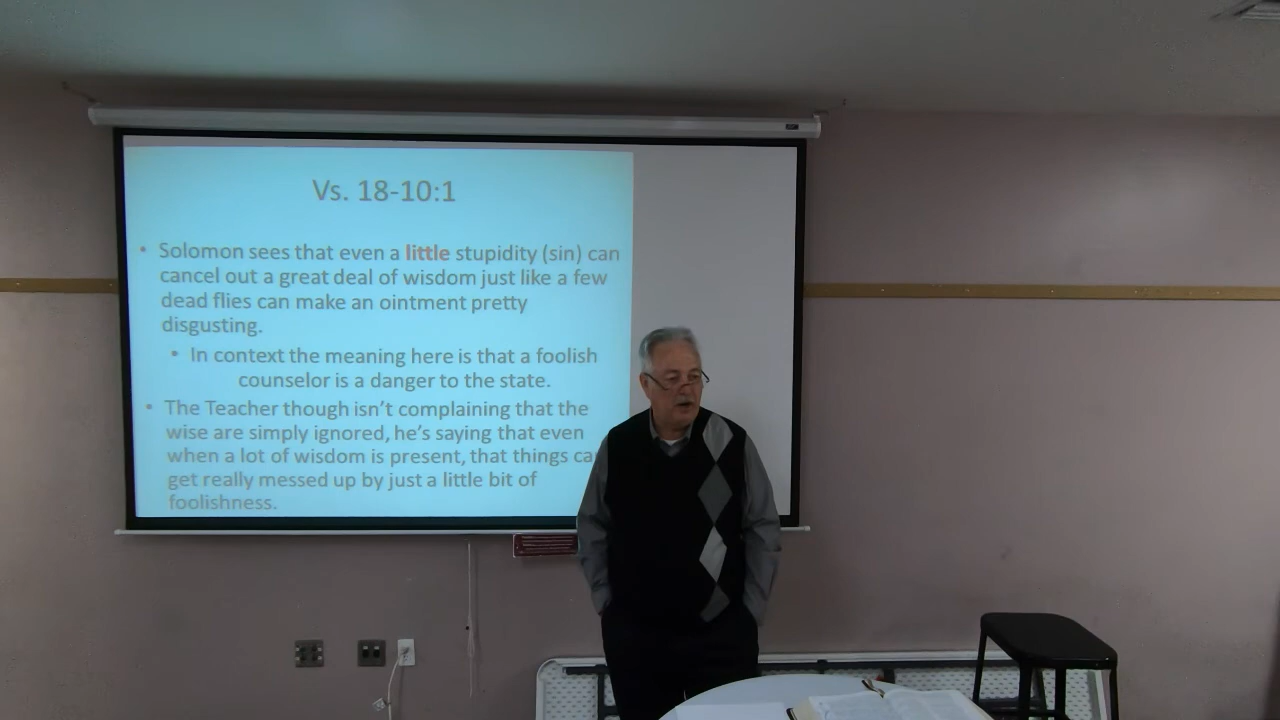 Vs. 18-10:1
• Solomon sees that even a little stupidity (sin) can
cancel out a great deal of wisdom just like a few
dead flies can make an ointment pretty
disgusting.
• In context the meaning here is that a foolish
counselor is a danger to the state.
• The Teacher though isn't complaining that the
wise are simply ignored, he's saying that even
when a lot of wisdom is present, that things ca
get really messed up by just a little bit of
foolishness.